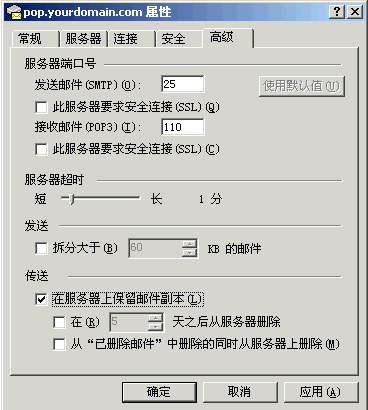 pop.yourdomain.com 属性
常规 服务器 连接 安全 高级
服务器端口号
发送邮件(SMTP)(O): 25 使用默认值(U)
此服务器要求安全连接(SSL)(Q)
接收邮件(POP3)(I): 110
此服务器要求安全连接(SSL)(C)
服务器超时
短 长 1 分
发送
拆分大于(B) 60 KB 的邮件
传送
在服务器上保留邮件副本(L)
在(R) 5 天之后从服务器删除
从“已删除邮件”中删除的同时从服务器上删除(M)
确定 取消 应用(A)